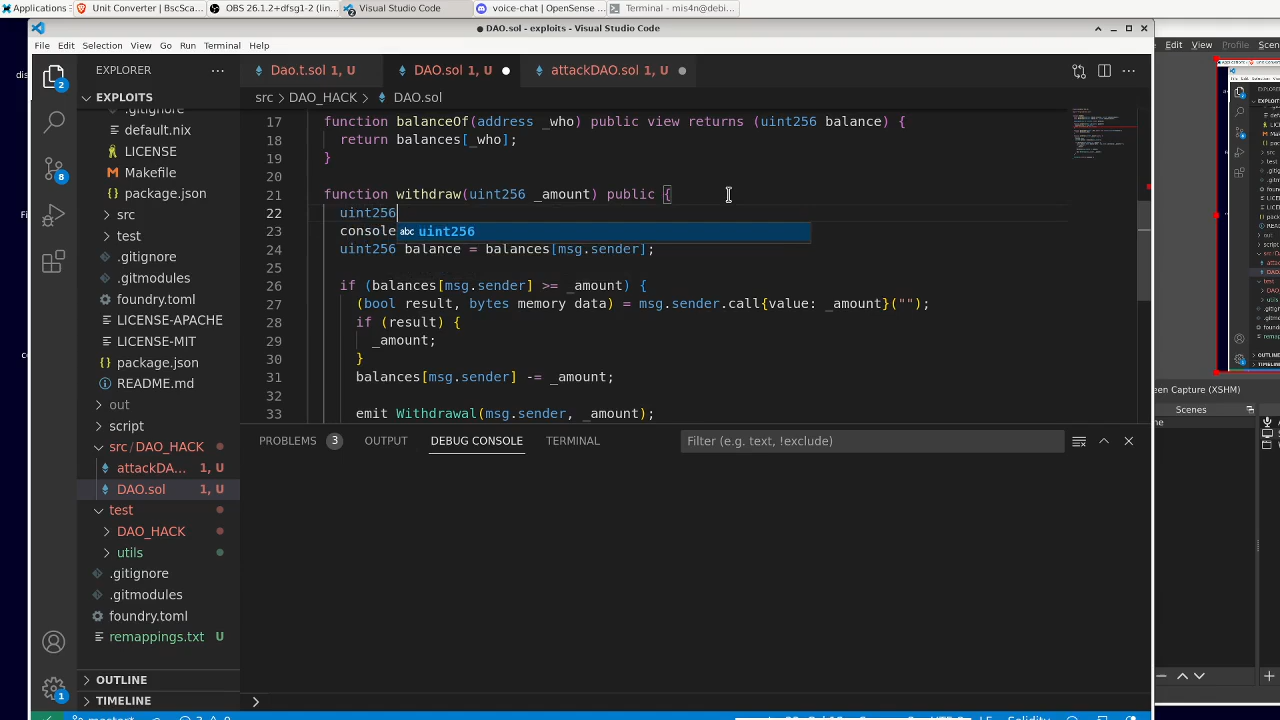 Applications
Unit Converter | BscSca...
OBS 26.1.2+dfsg1-2 (lin...
Visual Studio Code
voice-chat | OpenSense ...
Terminal - mis4n@ebi...
DAO.sol - exploits - Visual Studio Code
File Edit Selection View Go Run Terminal Help
Edit View Profile Scen
EXPLORER
Dao.t.sol 1, U
DAO.sol 1, U
attackDAO.sol 1, U
EXPLOITS
src > DAO_HACK > DAO.sol
.gitignore
default.nix
LICENSE
Makefile
package.json
src
test
.gitignore
.gitmodules
foundry.toml
LICENSE-APACHE
LICENSE-MIT
package.json
README.md
out
script
src/DAO_HACK
attackDA... 1, U
DAO.sol 1, U
test
DAO_HACK
utils
.gitignore
.gitmodules
foundry.toml
remappings.txt U
OUTLINE
TIMELINE
17 function balanceOf(address _who) public view returns (uint256 balance) {
18 return balances[_who];
19 }
20
21 function withdraw(uint256 _amount) public {
22 uint256
23 console
uint256
24 uint256 balance = balances[msg.sender];
25
26 if (balances[msg.sender] >= _amount) {
27 (bool result, bytes memory data) = msg.sender.call{value: _amount}("");
28 if (result) {
29 _amount;
30 }
31 balances[msg.sender] -= _amount;
32
33 emit Withdrawal(msg.sender, _amount);
PROBLEMS 3 OUTPUT DEBUG CONSOLE TERMINAL
Filter (e.g. text, !exclude)
creen Capture (XSHM)
Scenes